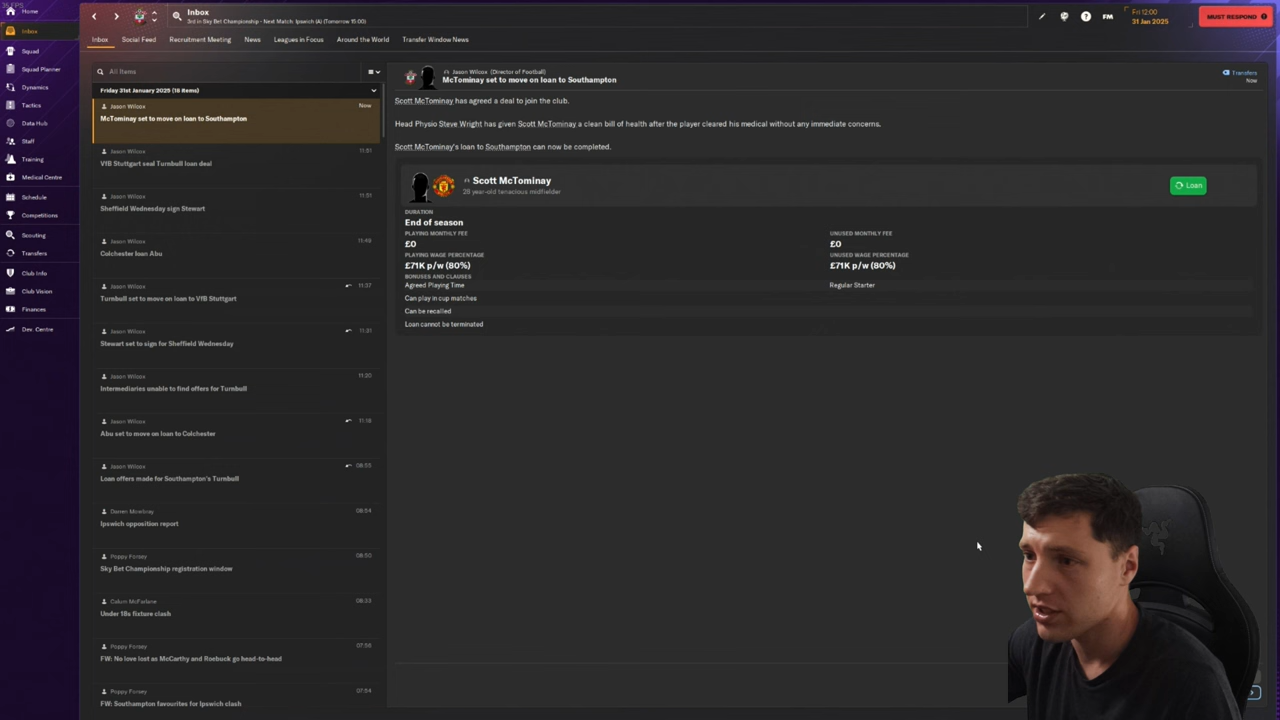 Home
Inbox
Squad
Squad Planner
Dynamics
Tactics
Data Hub
Staff
Training
Medical Centre
Schedule
Competitions
Scouting
Transfers
Club Info
Club Vision
Finances
Dev. Centre
Inbox
3rd in Sky Bet Championship - Next Match: Ipswich (A) (Tomorrow 15:00)
FM
Fri 12:00
31 Jan 2025
MUST RESPOND
Inbox Social Feed Recruitment Meeting News Leagues in Focus Around the World Transfer Window News
All Items
Friday 31st January 2025 (18 Items)
Jason Wilcox Now
McTominay set to move on loan to Southampton
Jason Wilcox 11:51
VfB Stuttgart seal Turnbull loan deal
Jason Wilcox 11:51
Sheffield Wednesday sign Stewart
Jason Wilcox 11:49
Colchester loan Abu
Jason Wilcox 11:37
Turnbull set to move on loan to VfB Stuttgart
Jason Wilcox 11:31
Stewart set to sign for Sheffield Wednesday
Jason Wilcox 11:20
Intermediaries unable to find offers for Turnbull
Jason Wilcox 11:18
Abu set to move on loan to Colchester
Jason Wilcox 08:55
Loan offers made for Southampton's Turnbull
Darren Mowbray 08:54
Ipswich opposition report
Poppy Forsey 08:50
Sky Bet Championship registration window
Calum McFarlane 08:33
Under 18s fixture clash
Poppy Forsey 07:56
FW: No love lost as McCarthy and Roebuck go head-to-head
Poppy Forsey 07:54
FW: Southampton favourites for Ipswich clash
Jason Wilcox (Director of Football)
McTominay set to move on loan to Southampton
Transfers
Now
Scott McTominay has agreed a deal to join the club.
Head Physio Steve Wright has given Scott McTominay a clean bill of health after the player cleared his medical without any immediate concerns.
Scott McTominay's loan to Southampton can now be completed.
Scott McTominay
28 year-old tenacious midfielder
Loan
DURATION
End of season
PLAYING MONTHLY FEE UNUSED MONTHLY FEE
£0 £0
PLAYING WAGE PERCENTAGE UNUSED WAGE PERCENTAGE
£71K p/w (80%) £71K p/w (80%)
BONUSES AND CLAUSES
Agreed Playing Time Regular Starter
Can play in cup matches
Can be recalled
Loan cannot be terminated